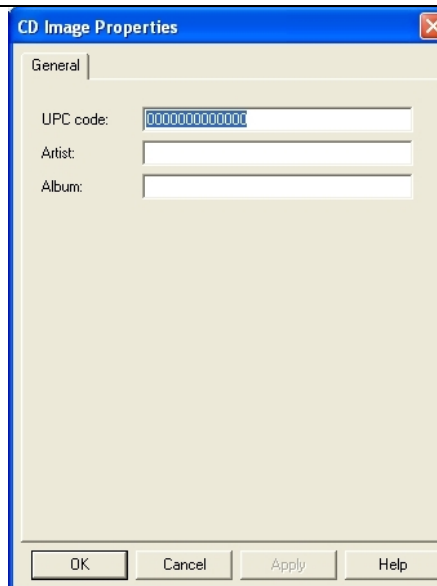 CD Image Properties
General
UPC code: 0000000000000
Artist:
Album:
OK Cancel Apply Help